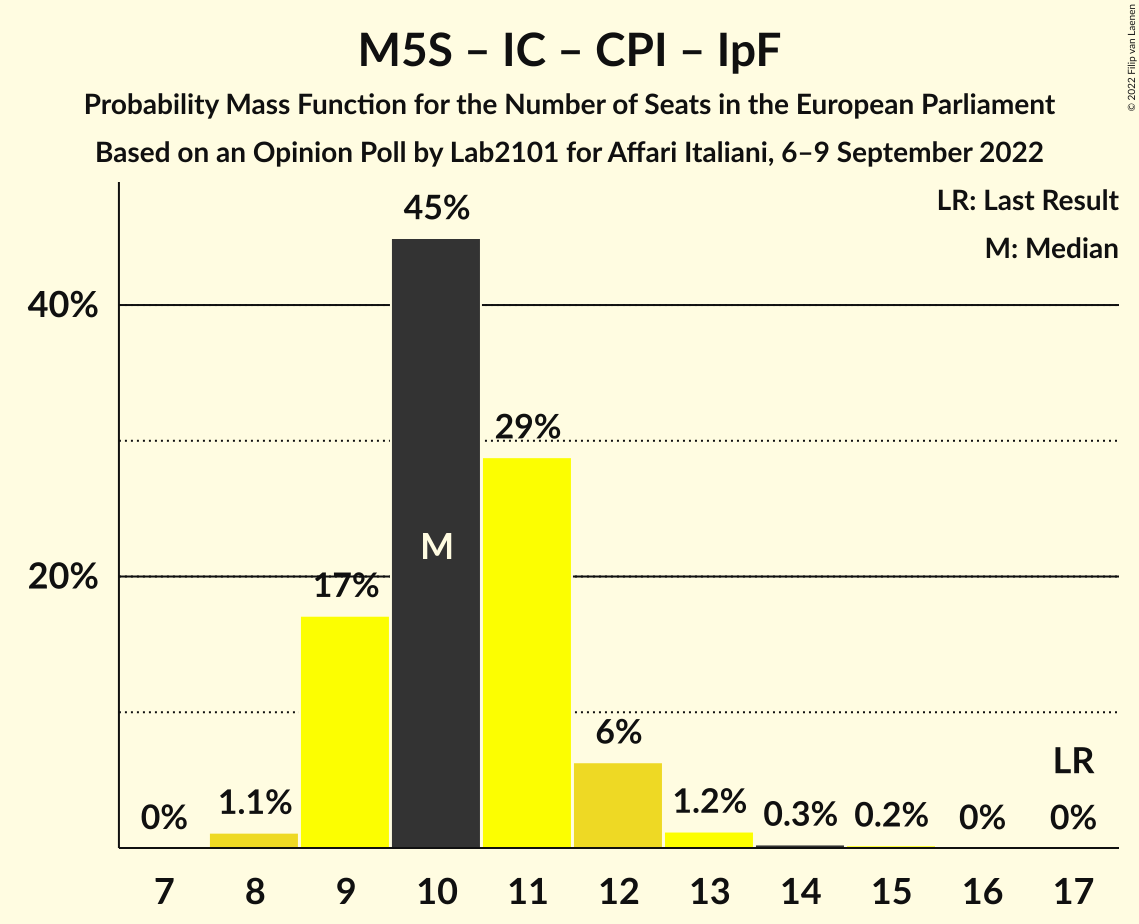 M5S – IC – CPI – IpF
Probability Mass Function for the Number of Seats in the European Parliament
Based on an Opinion Poll by Lab2101 for Affari Italiani, 6–9 September 2022
© 2022 Filip van Laenen
LR: Last Result
M: Median
40%
20%
0%
1.1%
17%
45%
M
29%
6%
1.2%
0.3%
0.2%
0%
LR
0%
7 8 9 10 11 12 13 14 15 16 17